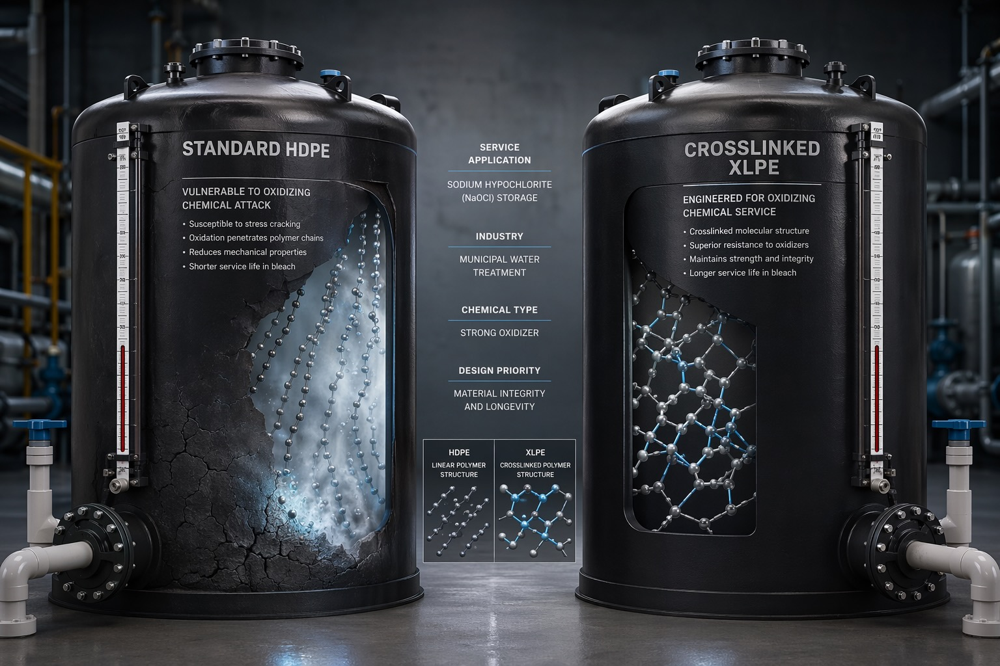 STANDARD HDPE
VULNERABLE TO OXIDIZING
CHEMICAL ATTACK
• Susceptible to stress cracking
• Oxidation penetrates polymer chains
• Reduces mechanical properties
• Shorter service life in bleach
SERVICE
APPLICATION
SODIUM HYPOCHLORITE
(NaOCl) STORAGE
INDUSTRY
MUNICIPAL WATER
TREATMENT
CHEMICAL TYPE
STRONG OXIDIZER
DESIGN PRIORITY
MATERIAL INTEGRITY
AND LONGEVITY
HDPE
LINEAR POLYMER
STRUCTURE
XLPE
CROSSLINKED POLYMER
STRUCTURE
CROSSLINKED
XLPE
ENGINEERED FOR OXIDIZING
CHEMICAL SERVICE
• Crosslinked molecular structure
• Superior resistance to oxidizers
• Maintains strength and integrity
• Longer service life in bleach